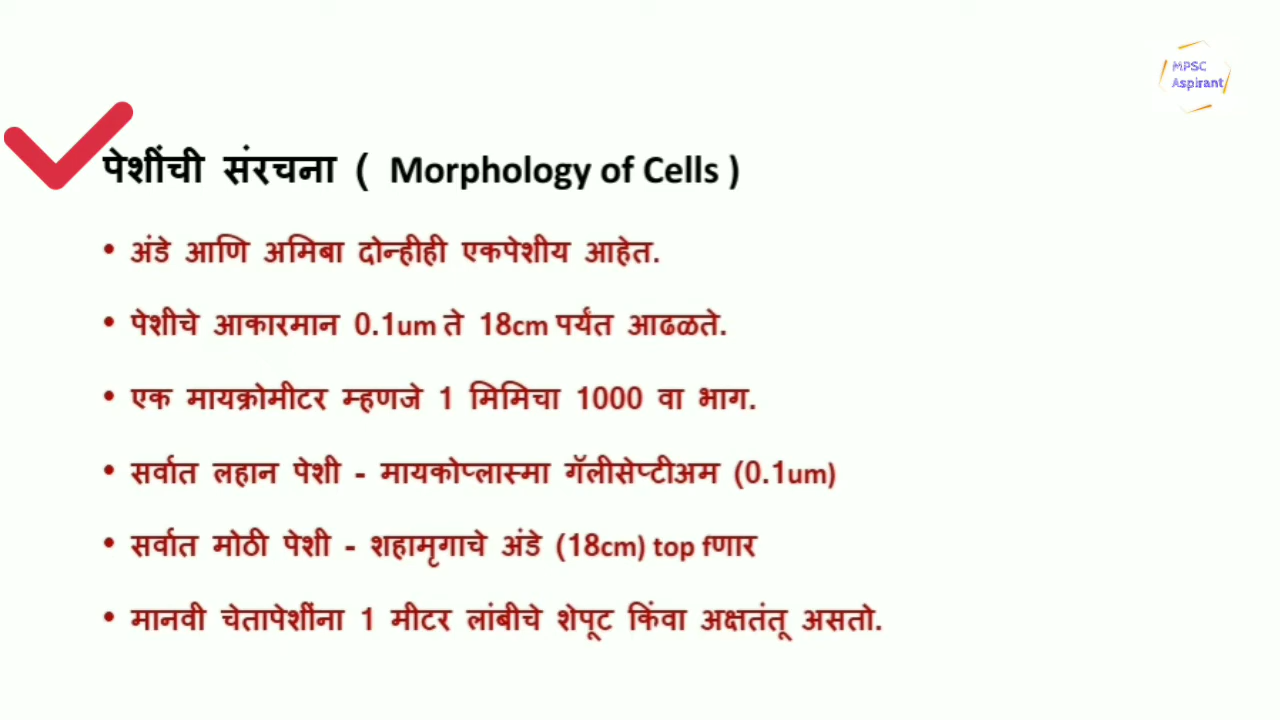 MPSC
Aspirant
पेशींची संरचना ( Morphology of Cells )
• अंडे आणि अमिबा दोन्हीही एकपेशीय आहेत.
• पेशीचे आकारमान 0.1um ते 18cm पर्यंत आढळते.
• एक मायक्रोमीटर म्हणजे 1 मिमिचा 1000 वा भाग.
• सर्वात लहान पेशी - मायकोप्लास्मा गॅलीसेप्टीअम (0.1um)
• सर्वात मोठी पेशी - शहामृगाचे अंडे (18cm) top fणार
• मानवी चेतापेशींना 1 मीटर लांबीचे शेपूट किंवा अक्षतंतू असतो.